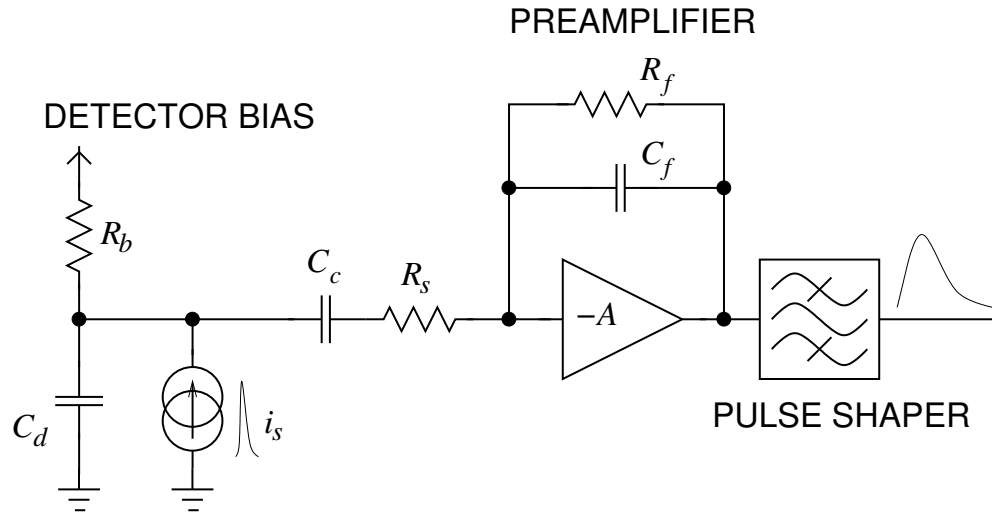 PREAMPLIFIER
R_f
DETECTOR BIAS
C_f
R_b
C_c
R_s
−A
C_d
i_s
PULSE SHAPER